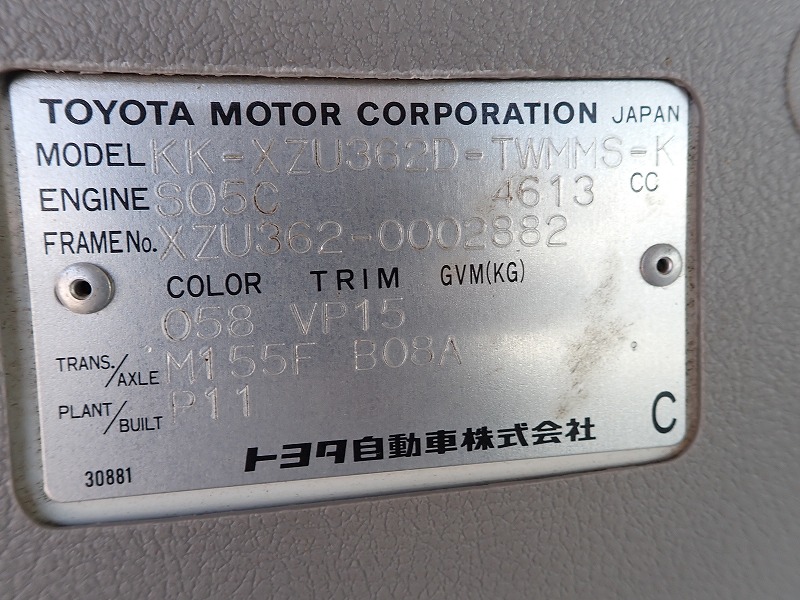 TOYOTA MOTOR CORPORATION JAPAN
MODEL KK-XZU362D-TWMMS-K
ENGINE S05C 4613 CC
FRAME No. XZU362-0002882
COLOR TRIM GVM(KG)
058 VP15
TRANS./AXLE M155F B08A
PLANT/BUILT P11
トヨタ自動車株式会社 C
30881